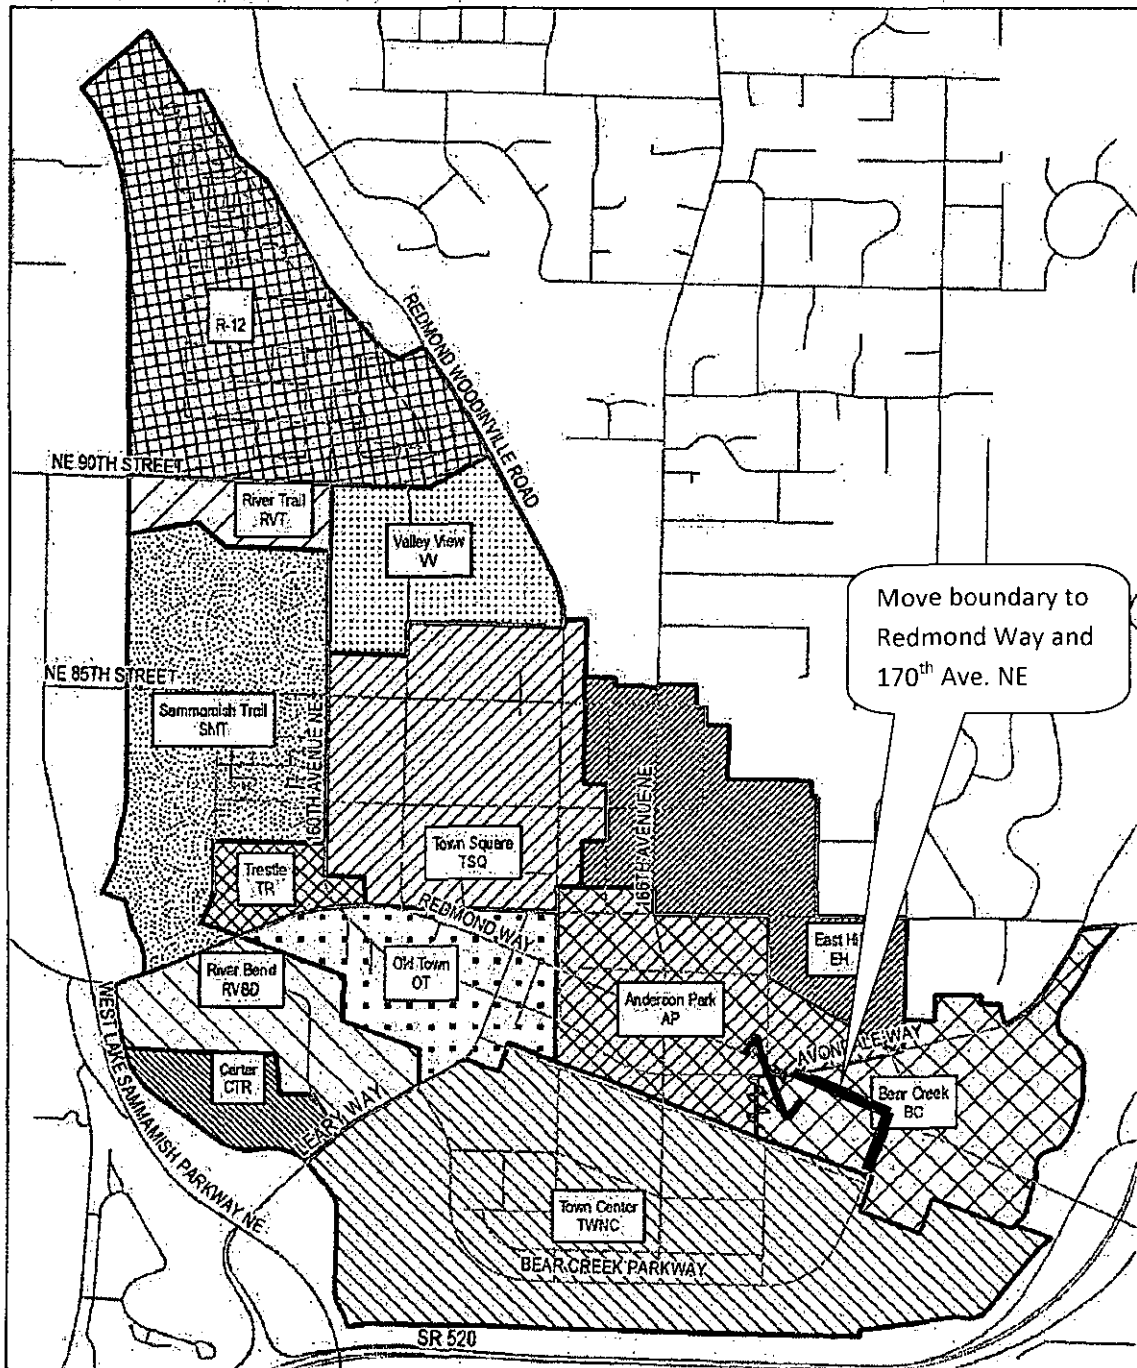 R-12
REDMOND WOODINVILLE ROAD
NE 90TH STREET
River Trail
RVT
Valley View
VV
Move boundary to
Redmond Way and
170th Ave. NE
NE 85TH STREET
Sammamish Trail
SMT
160TH AVENUE NE
Town Square
TSQ
166TH AVENUE NE
Trestle
TR
REDMOND WAY
East Hill
EH
River Bend
RVBD
Old Town
OT
Anderson Park
AP
AVONDALE WAY
WEST LAKE SAMMAMISH PARKWAY NE
Carter
CTR
Bear Creek
BC
LEARY WAY
Town Center
TWNC
BEAR CREEK PARKWAY
SR 520